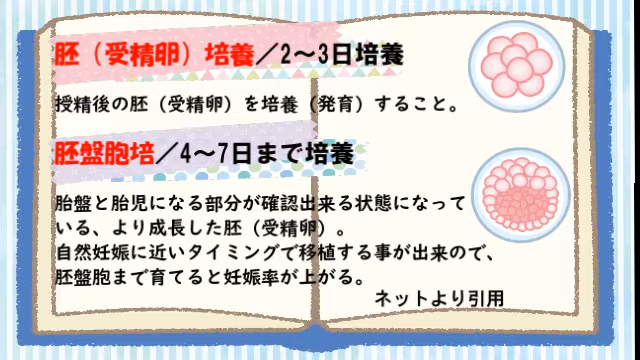 胚（受精卵）培養／2～3日培養
授精後の胚（受精卵）を培養（発育）すること。
胚盤胞培／4～7日まで培養
胎盤と胎児になる部分が確認出来る状態になって
いる、より成長した胚（受精卵）。
自然妊娠に近いタイミングで移植する事が出来ので、
胚盤胞まで育てると妊娠率が上がる。
ネットより引用